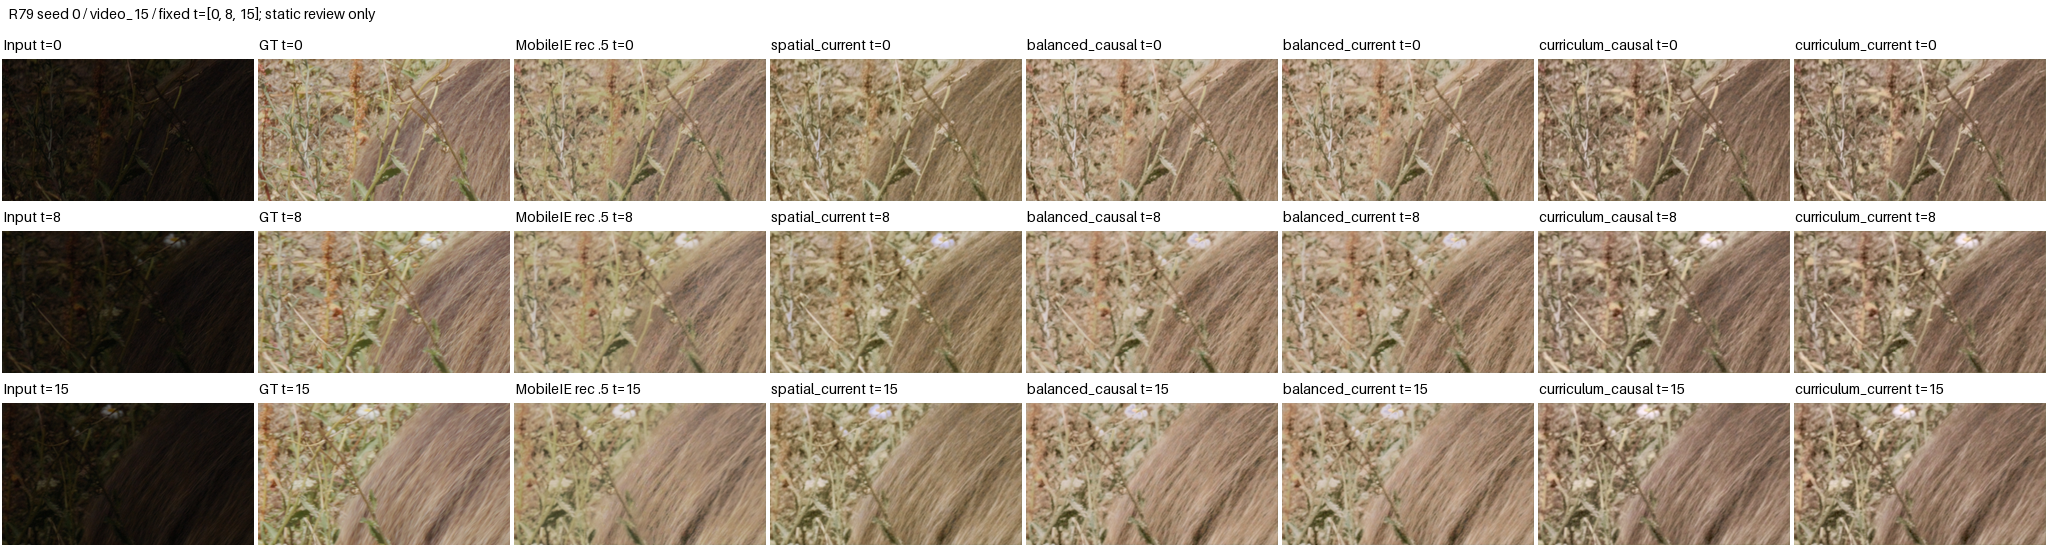 R79 seed 0 / video_15 / fixed t=[0, 8, 15]; static review only
Input t=0 GT t=0 MobileIE rec .5 t=0 spatial_current t=0 balanced_causal t=0 balanced_current t=0 curriculum_causal t=0 curriculum_current t=0
Input t=8 GT t=8 MobileIE rec .5 t=8 spatial_current t=8 balanced_causal t=8 balanced_current t=8 curriculum_causal t=8 curriculum_current t=8
Input t=15 GT t=15 MobileIE rec .5 t=15 spatial_current t=15 balanced_causal t=15 balanced_current t=15 curriculum_causal t=15 curriculum_current t=15